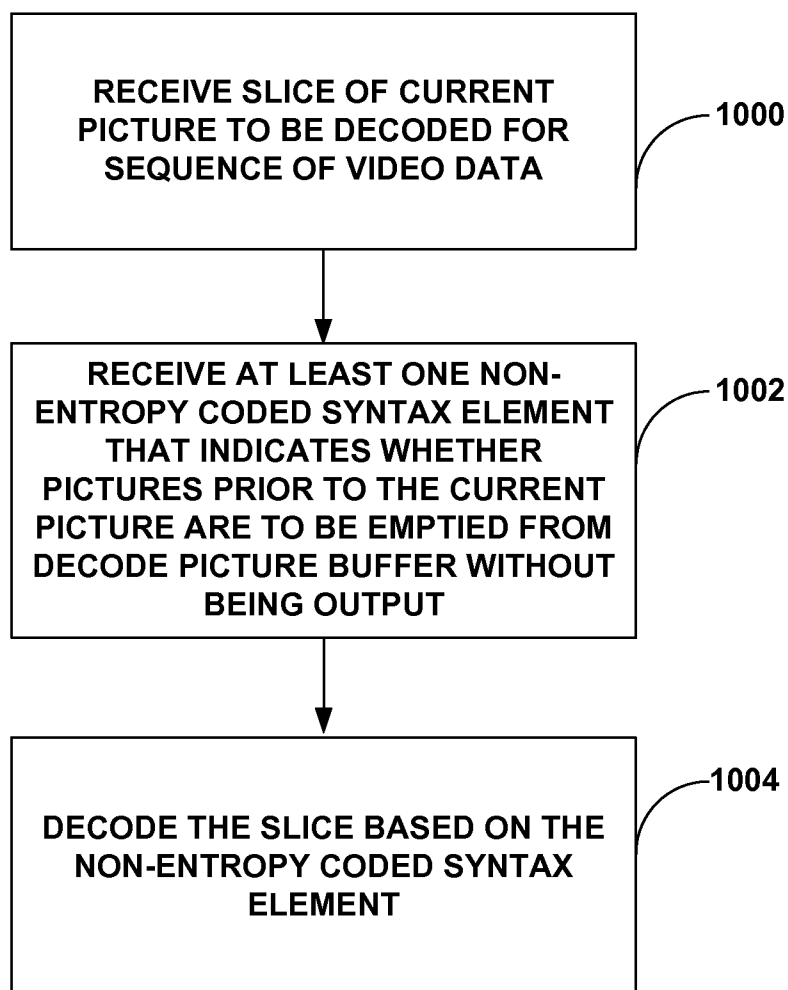 RECEIVE SLICE OF CURRENT
PICTURE TO BE DECODED FOR
SEQUENCE OF VIDEO DATA
1000
RECEIVE AT LEAST ONE NON-
ENTROPY CODED SYNTAX ELEMENT
THAT INDICATES WHETHER
PICTURES PRIOR TO THE CURRENT
PICTURE ARE TO BE EMPTIED FROM
DECODE PICTURE BUFFER WITHOUT
BEING OUTPUT
1002
DECODE THE SLICE BASED ON THE
NON-ENTROPY CODED SYNTAX
ELEMENT
1004